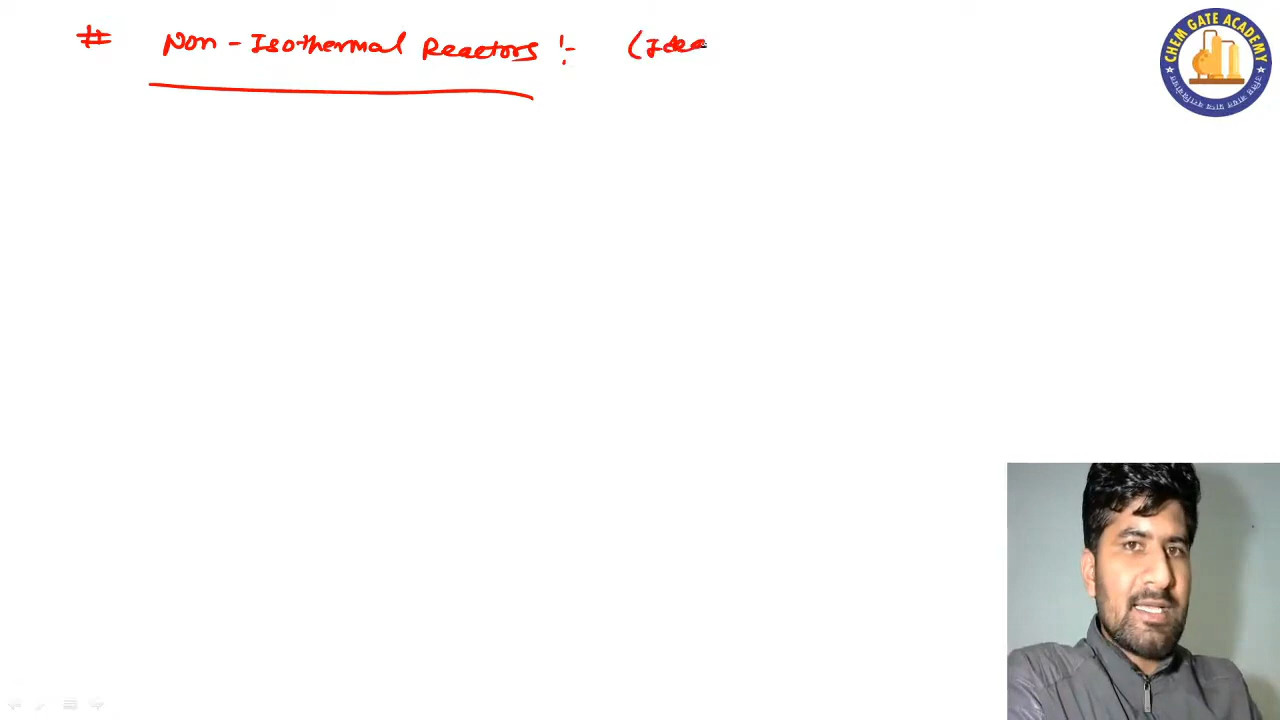 # Non - Isothermal Reactors :- (Idea
CHEM GATE ACADEMY